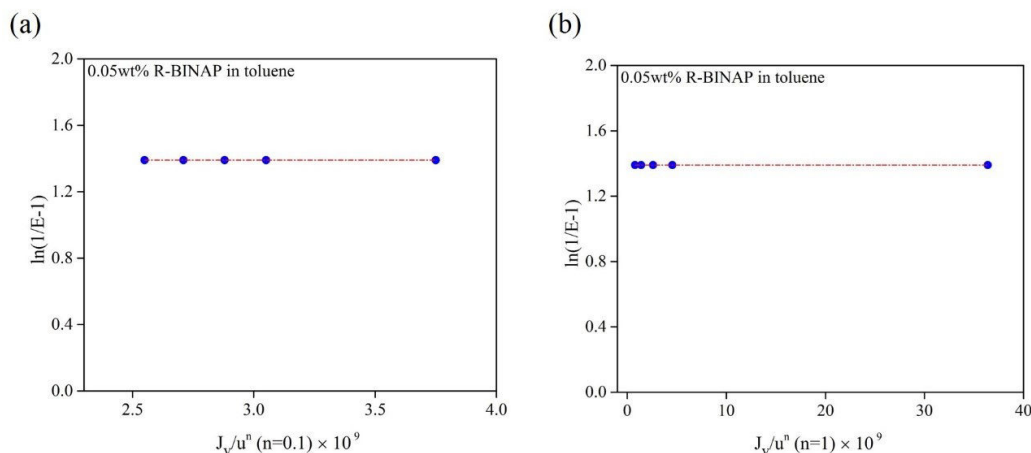 (a)
2.0
0.05wt% R-BINAP in toluene
1.6
1.2
0.8
0.4
0.0
ln(1/E-1)
2.5 3.0 3.5 4.0
Jᵥ/uⁿ (n=0.1) × 10⁹
(b)
2.0
0.05wt% R-BINAP in toluene
1.6
1.2
0.8
0.4
0.0
ln(1/E-1)
0 10 20 30 40
Jᵥ/uⁿ (n=1) × 10⁹